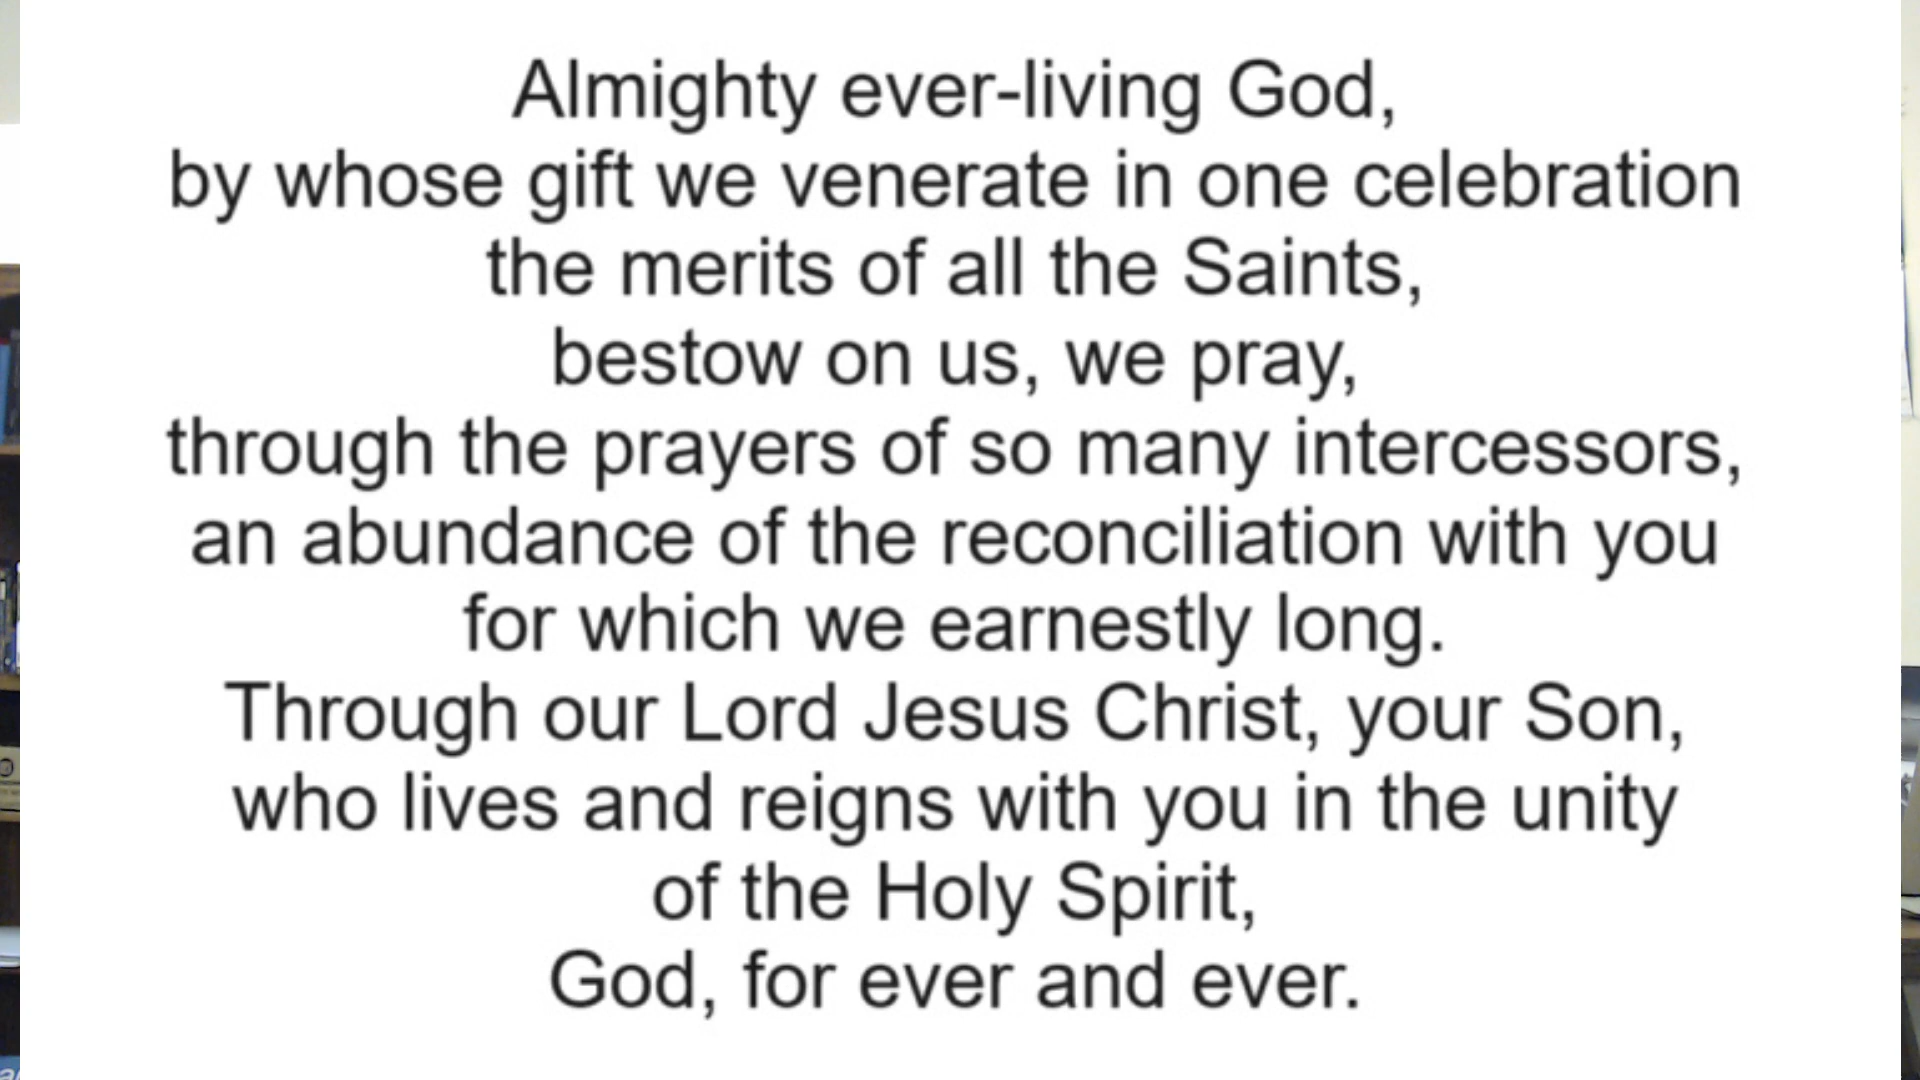 Almighty ever-living God,
by whose gift we venerate in one celebration
the merits of all the Saints,
bestow on us, we pray,
through the prayers of so many intercessors,
an abundance of the reconciliation with you
for which we earnestly long.
Through our Lord Jesus Christ, your Son,
who lives and reigns with you in the unity
of the Holy Spirit,
God, for ever and ever.